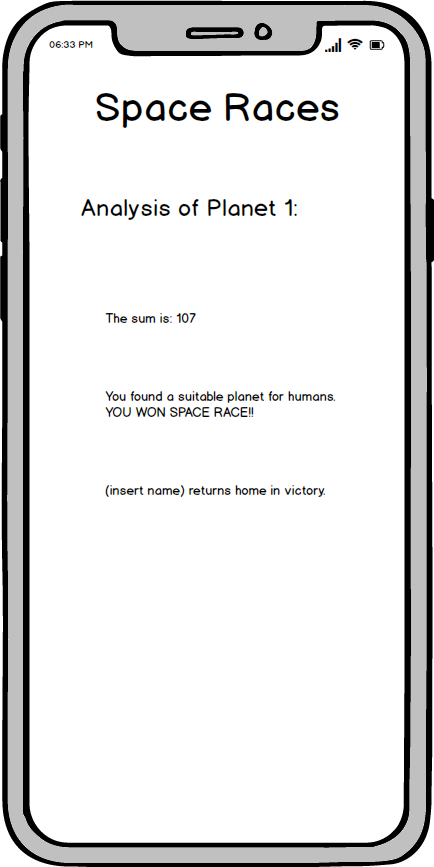 06:33 PM
Space Races
Analysis of Planet 1:
The sum is: 107
You found a suitable planet for humans.
YOU WON SPACE RACE!!
(insert name) returns home in victory.